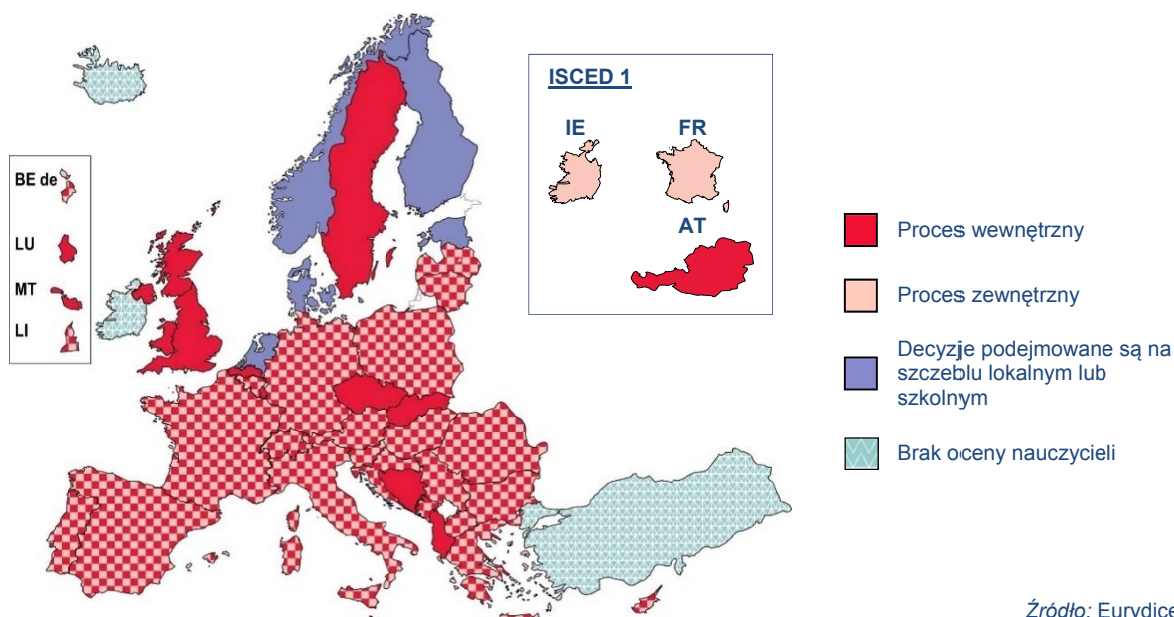 ISCED 1
IE FR
AT
BE de
LU
MT
LI
Proces wewnętrzny
Proces zewnętrzny
Decyzje podejmowane są na
szczeblu lokalnym lub
szkolnym
Brak oceny nauczycieli
Źródło: Eurydice